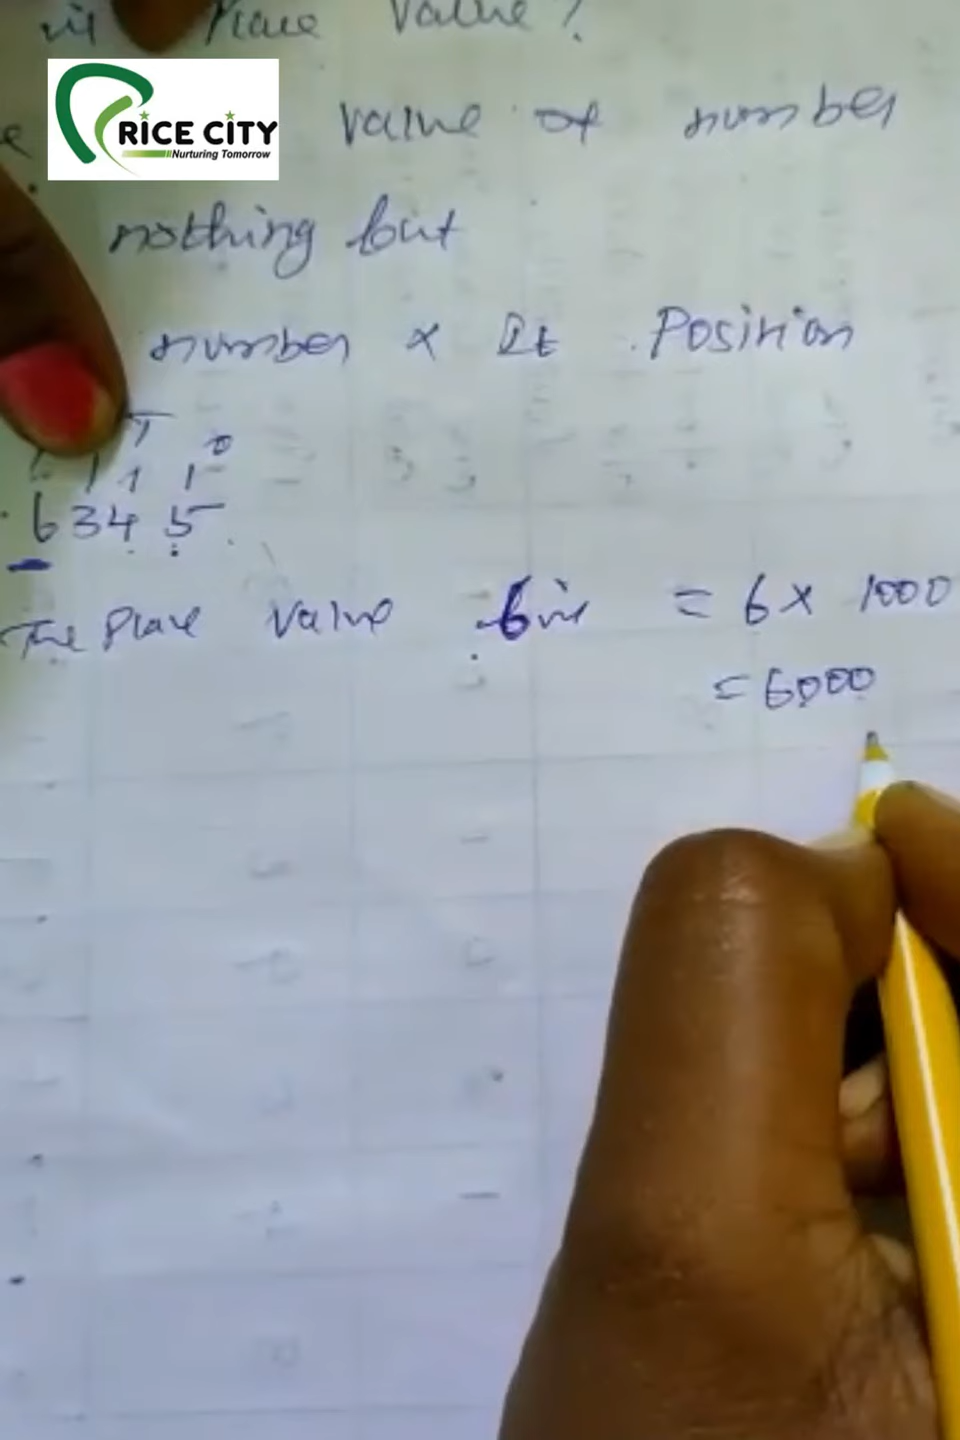 Place Value?
RICE CITY
Nurturing Tomorrow
Value of number
nothing but
number x It Position
T O
6345
The Place Value 6 is = 6 x 1000
= 6000